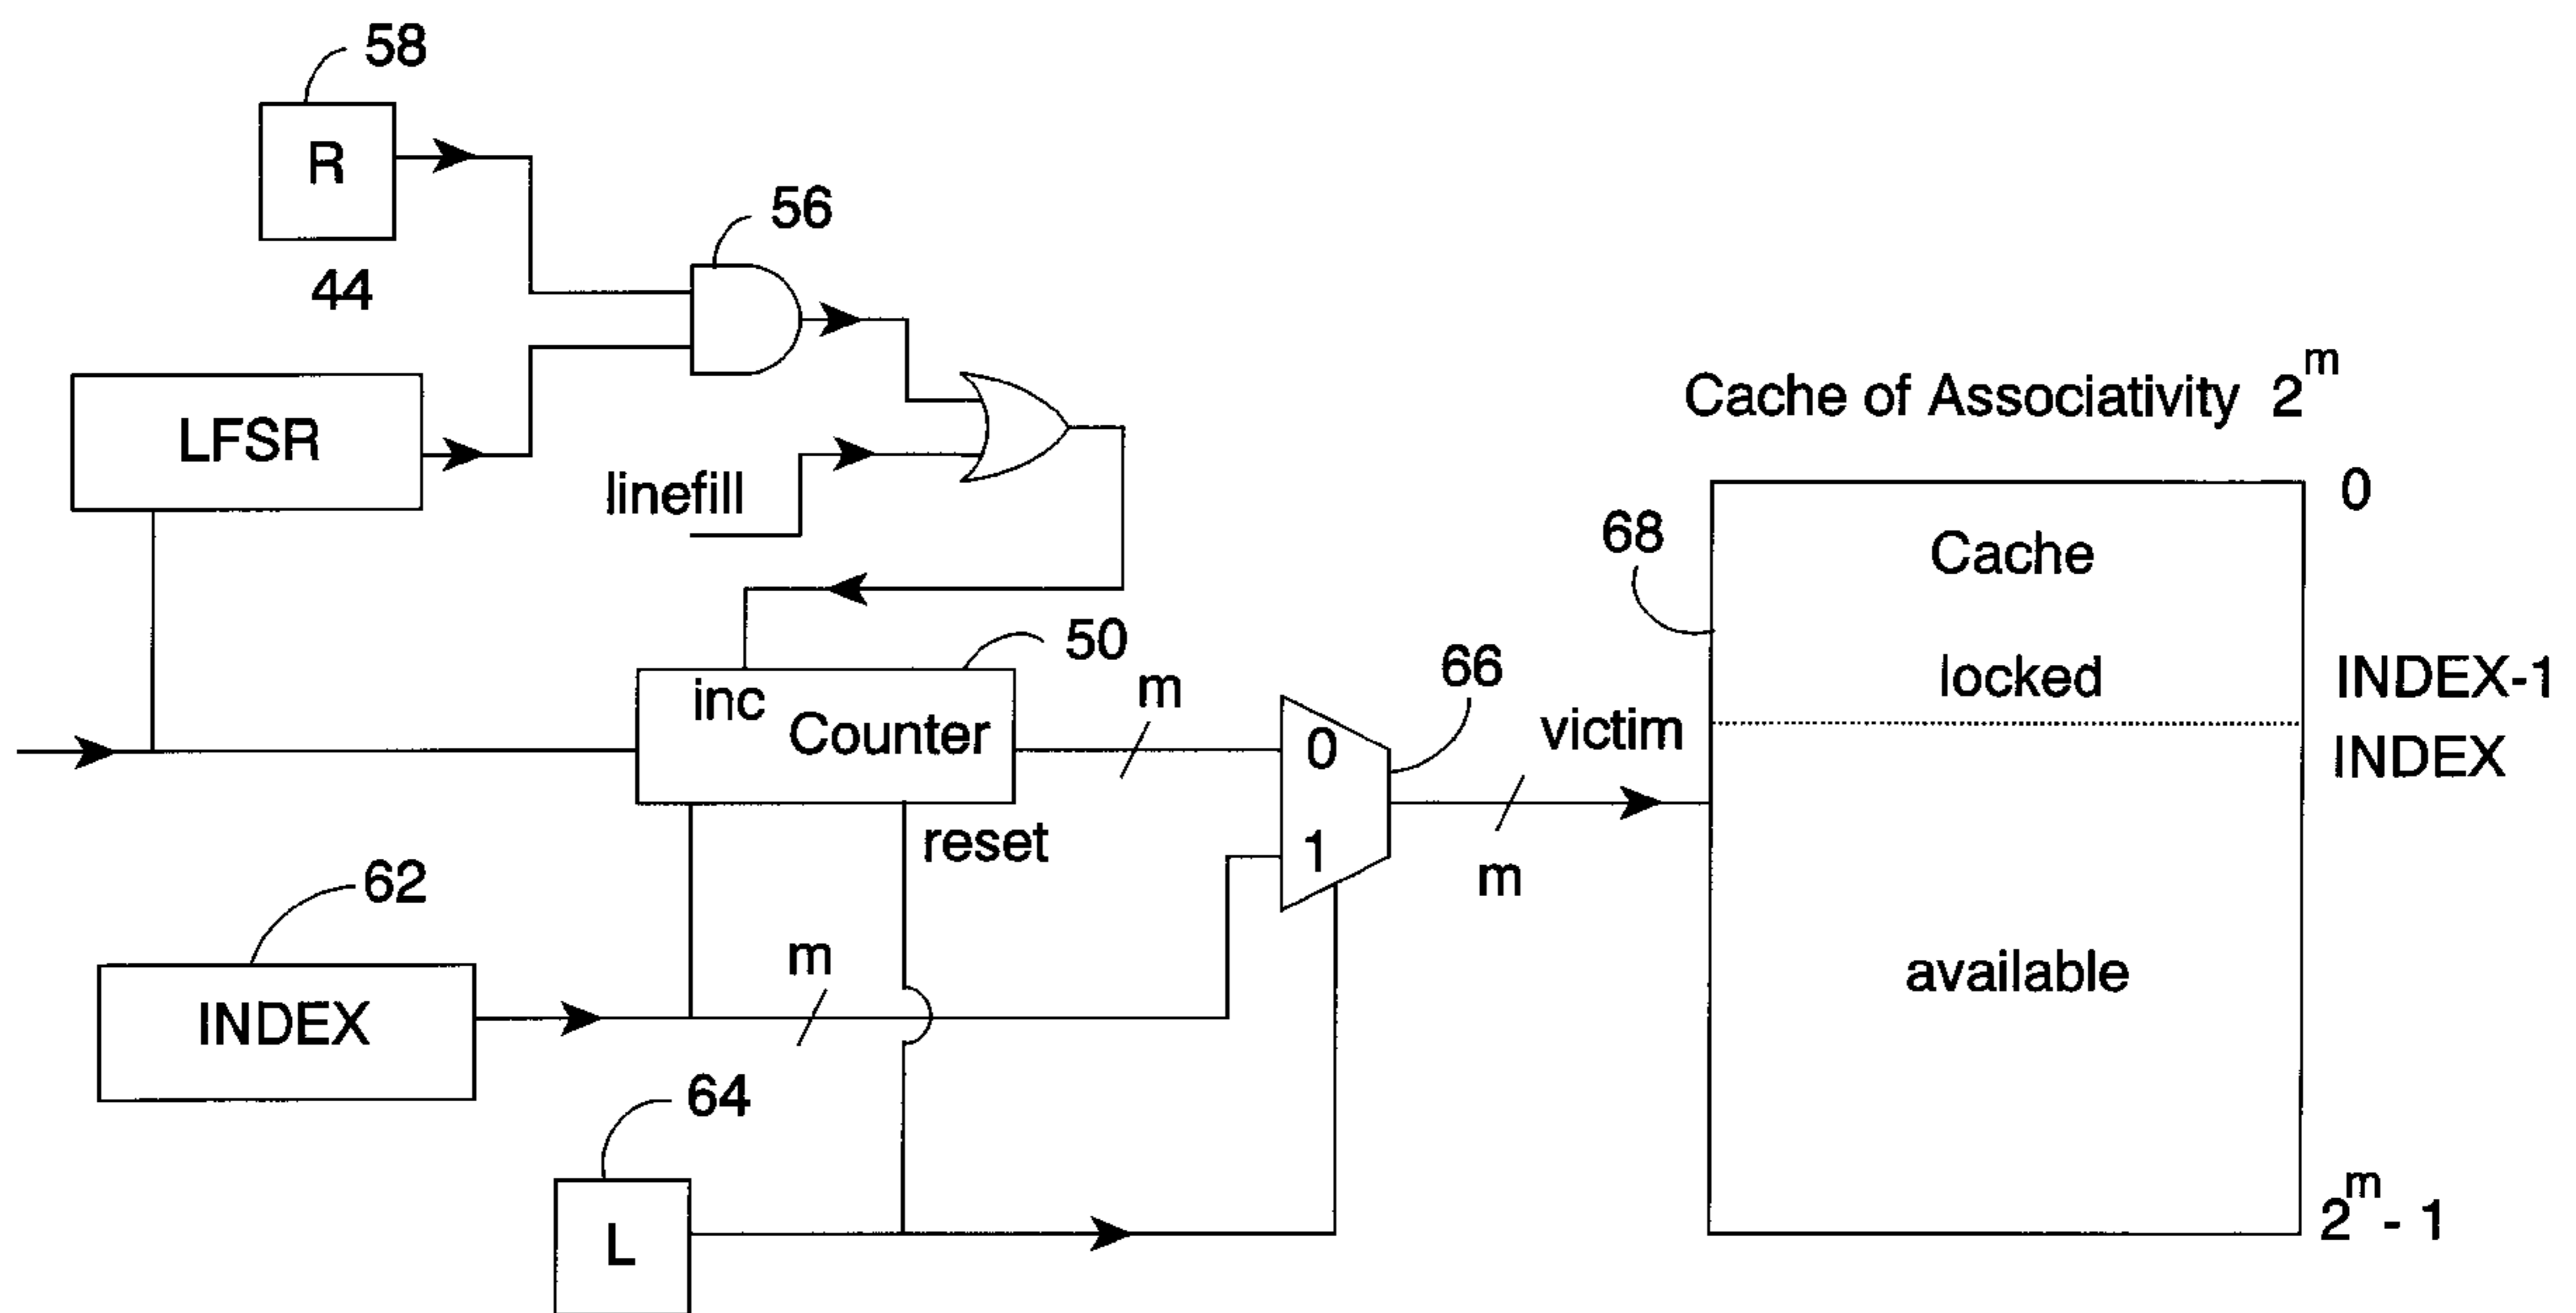 58
R
56
44
LFSR
linefill
Cache of Associativity 2^m
0
68
Cache
locked
INDEX-1
INDEX
available
2^m - 1
50
inc
Counter
m
66
0
1
victim
m
reset
62
INDEX
m
64
L